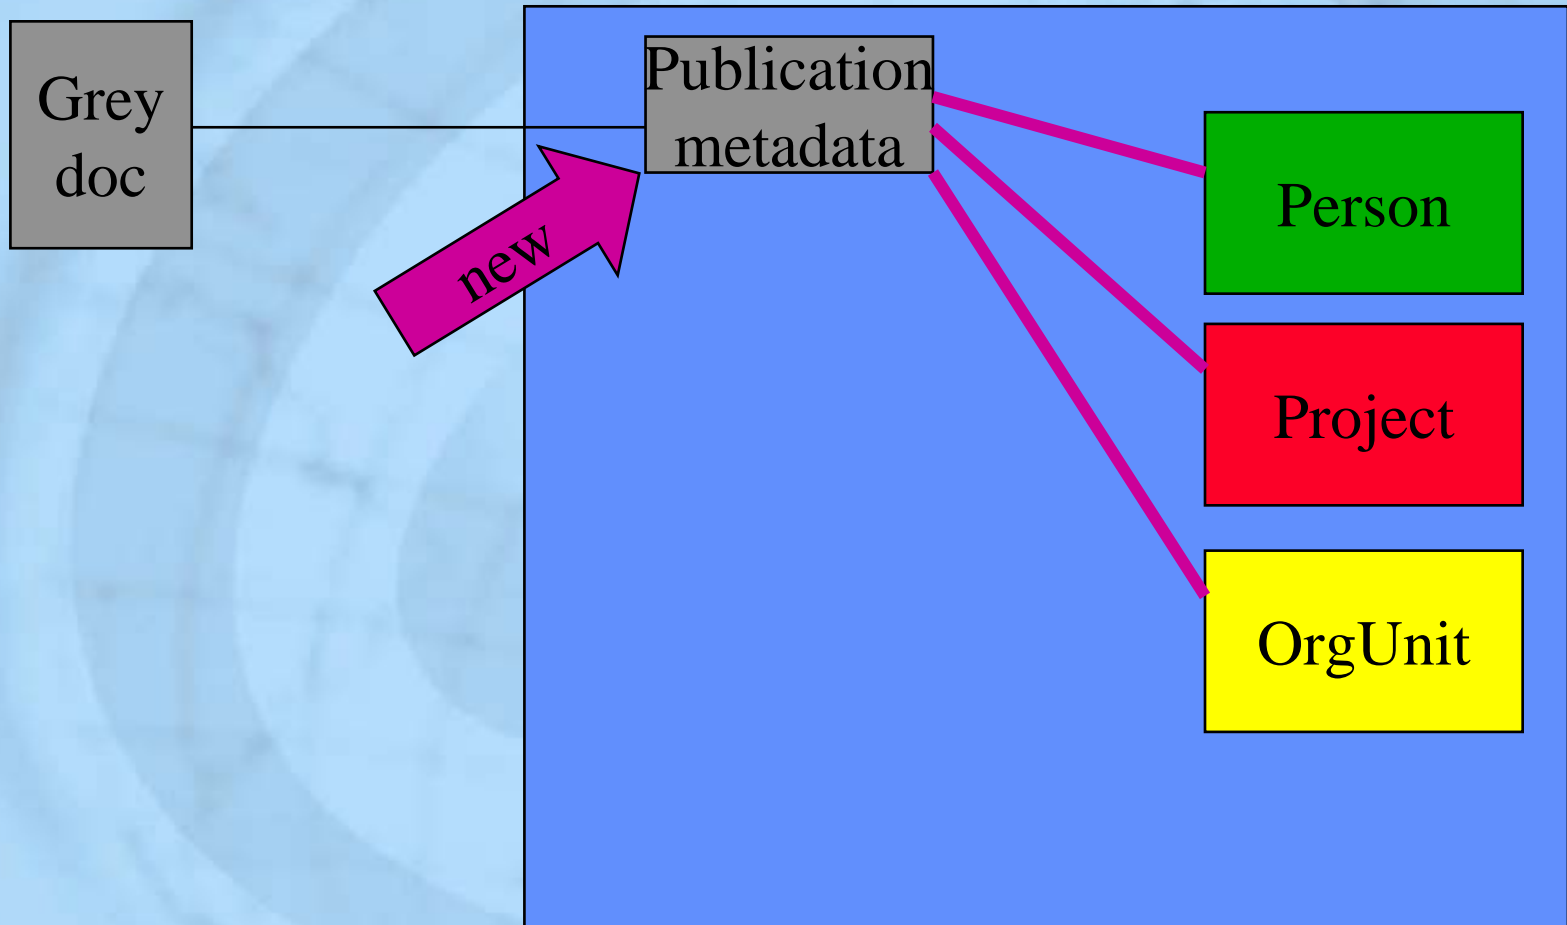 Grey
doc
Publication
metadata
new
Person
Project
OrgUnit